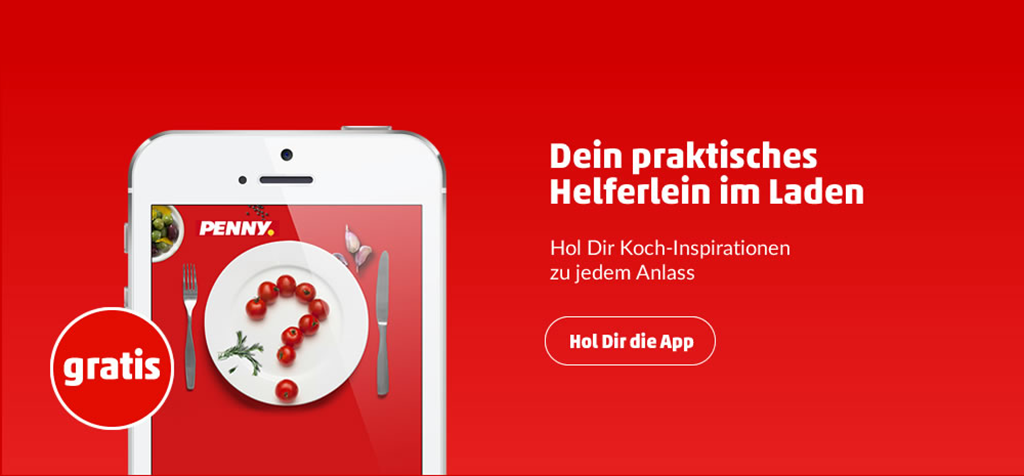 PENNY.
gratis
Dein praktisches
Helferlein im Laden
Hol Dir Koch-Inspirationen
zu jedem Anlass
Hol Dir die App